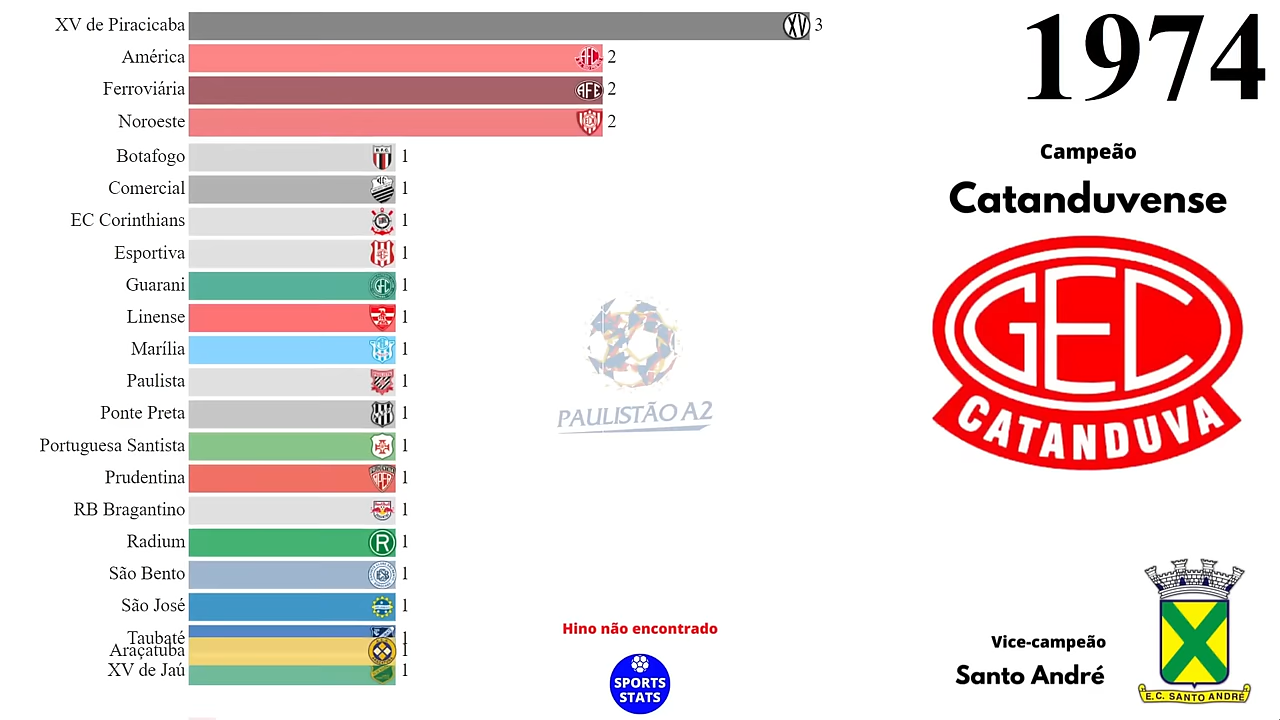 XV de Piracicaba 3
América 2
Ferroviária 2
Noroeste 2
Botafogo 1
Comercial 1
EC Corinthians 1
Esportiva 1
Guarani 1
Linense 1
Marília 1
Paulista 1
Ponte Preta 1
Portuguesa Santista 1
Prudentina 1
RB Bragantino 1
Radium 1
São Bento 1
São José 1
Taubaté 1
Araçatuba 1
XV de Jaú 1
XV
AFE
R
PAULISTÃO A2
Hino não encontrado
SPORTS
STATS
1974
Campeão
Catanduvense
GEC
CATANDUVA
Vice-campeão
Santo André
E.C. SANTO ANDRÉ